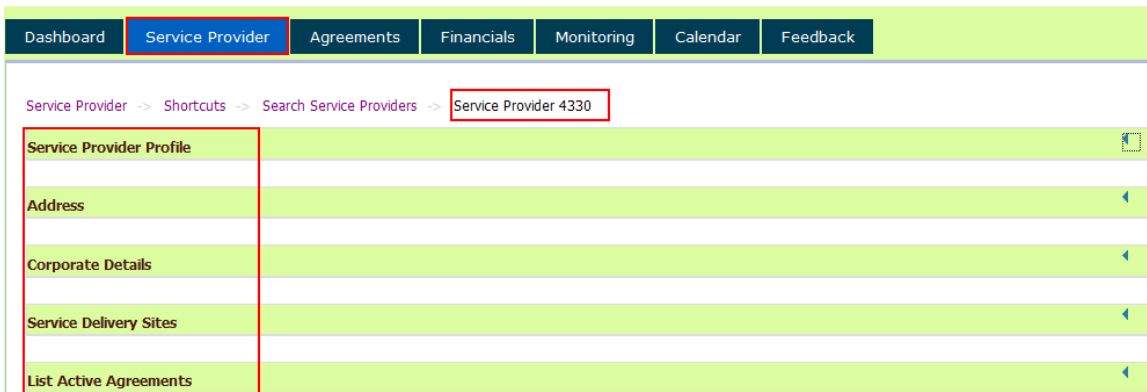 Dashboard Service Provider Agreements Financials Monitoring Calendar Feedback
Service Provider -> Shortcuts -> Search Service Providers -> Service Provider 4330
Service Provider Profile
Address
Corporate Details
Service Delivery Sites
List Active Agreements